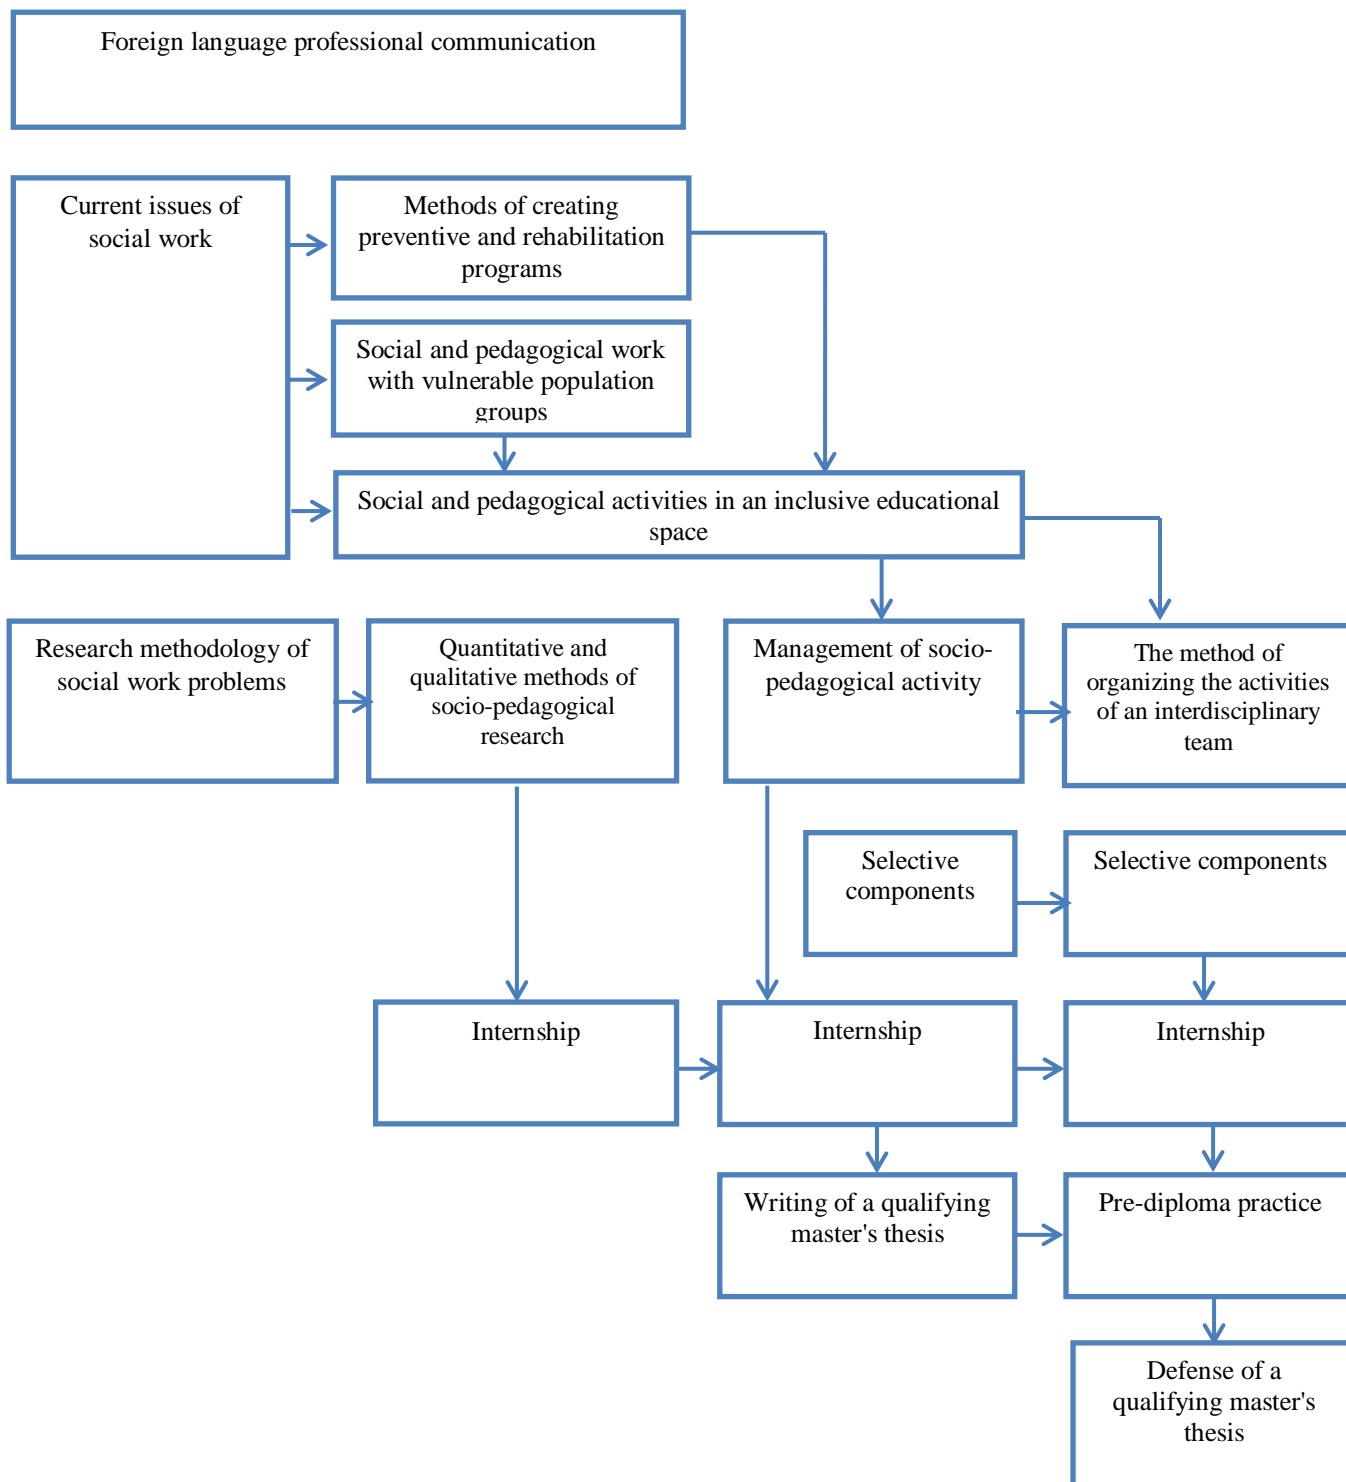 Foreign language professional communication
Current issues of
social work
Methods of creating
preventive and rehabilitation
programs
Social and pedagogical work
with vulnerable population
groups
Social and pedagogical activities in an inclusive educational
space
Research methodology of
social work problems
Quantitative and
qualitative methods of
socio-pedagogical
research
Management of socio-
pedagogical activity
The method of
organizing the activities
of an interdisciplinary
team
Selective
components
Selective components
Internship
Internship
Internship
Writing of a qualifying
master's thesis
Pre-diploma practice
Defense of a
qualifying master's
thesis